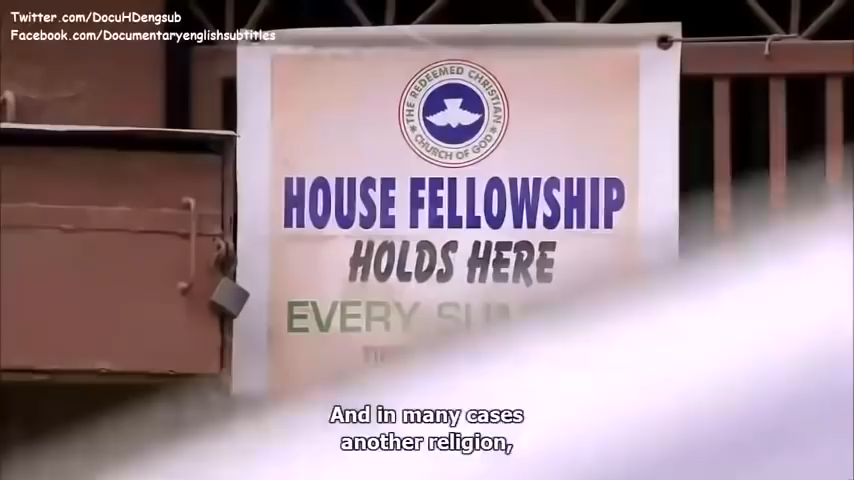 Twitter.com/DocuHDengsub
Facebook.com/Documentaryenglishsubtitles
THE REDEEMED CHRISTIAN
CHURCH OF GOD
HOUSE FELLOWSHIP
HOLDS HERE
EVERY
And in many cases
another religion,